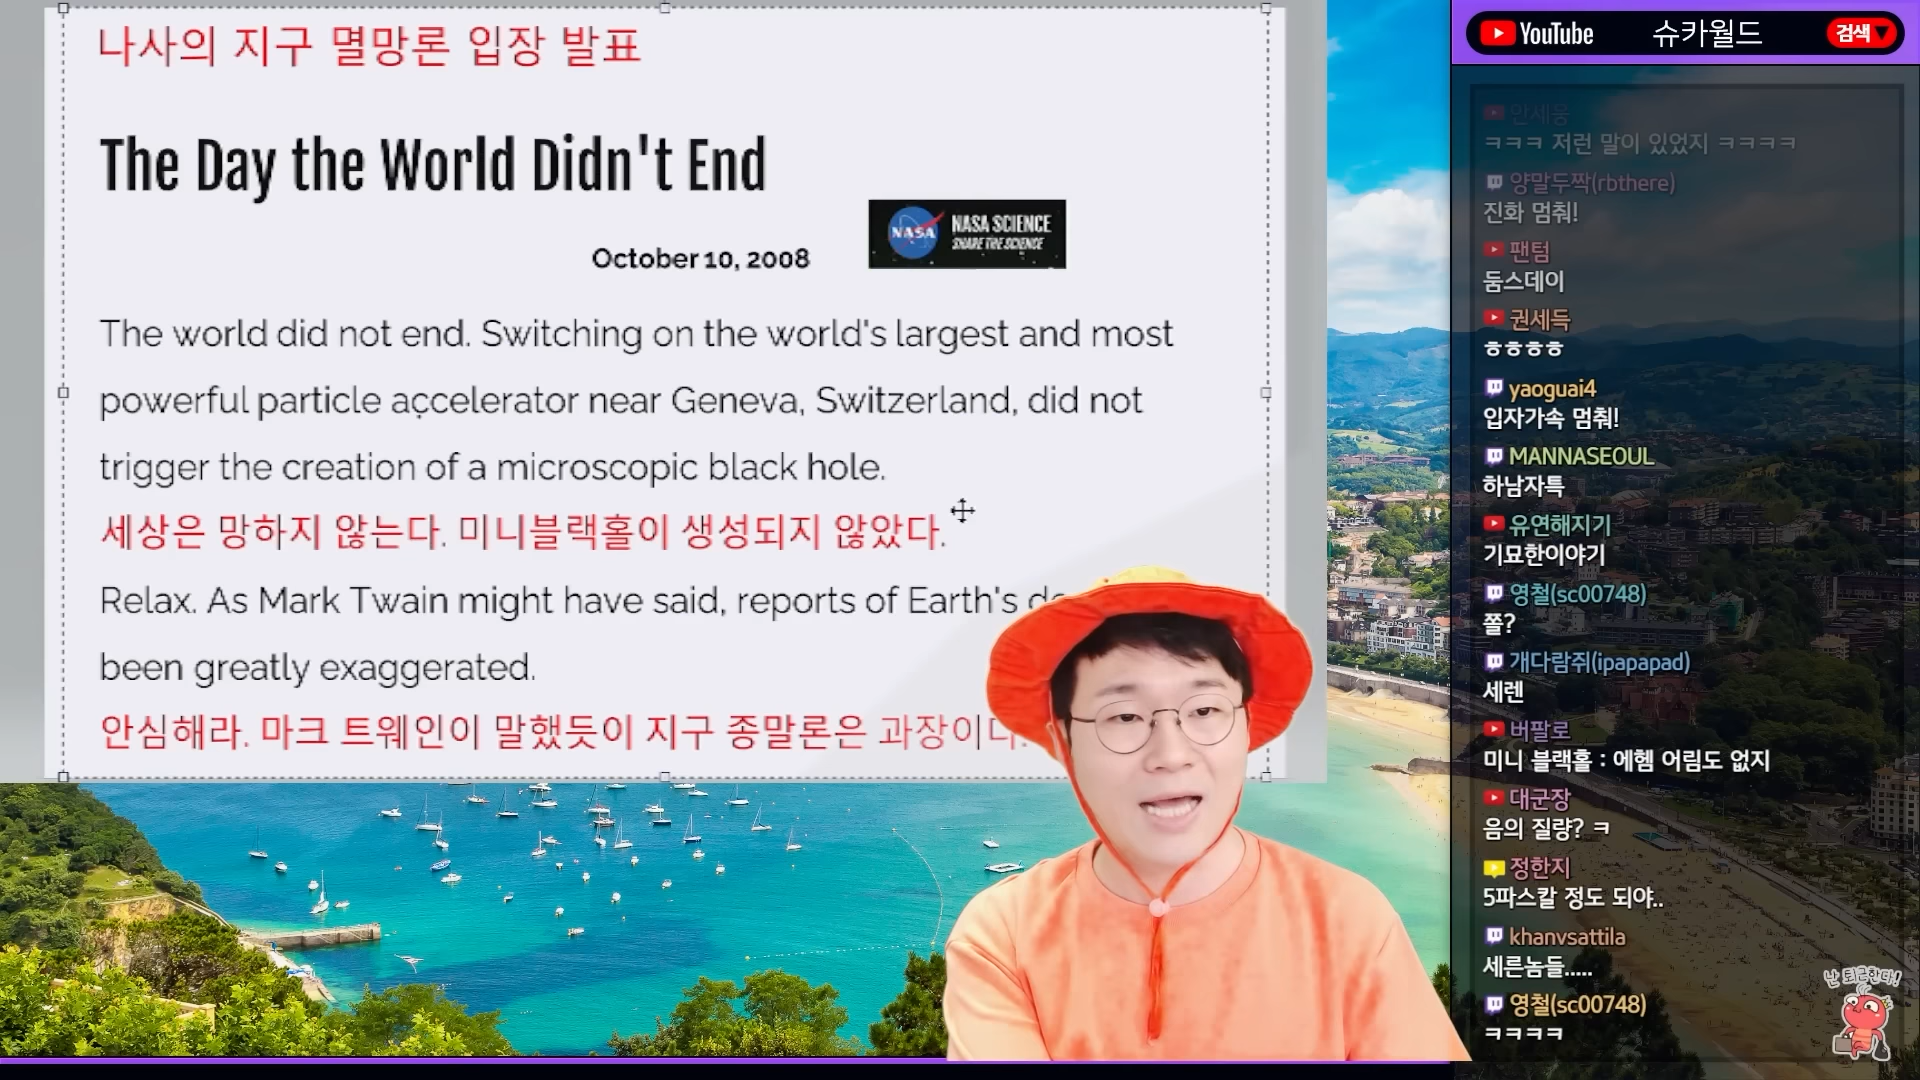 나사의 지구 멸망론 입장 발표
The Day the World Didn't End
October 10, 2008
NASA
NASA SCIENCE
SHARE THE SCIENCE
The world did not end. Switching on the world's largest and most
powerful particle accelerator near Geneva, Switzerland, did not
trigger the creation of a microscopic black hole.
세상은 망하지 않는다. 미니블랙홀이 생성되지 않았다.
Relax. As Mark Twain might have said, reports of Earth's
been greatly exaggerated.
안심해라. 마크 트웨인이 말했듯이 지구 종말론은 과장이다.
YouTube 슈카월드 검색
인세풍
ㅋㅋㅋ 저런 말이 있었지 ㅋㅋㅋㅋ
양말두짝(rbthere)
진화 멈춰!
팬텀
둠스데이
권세득
ㅎㅎㅎㅎ
yaoguai4
입자가속 멈춰!
MANNASEOUL
하남자특
유연해지기
기묘한이야기
영철(sc00748)
쫄?
개다람쥐(ipapapad)
세렌
버팔로
미니 블랙홀 : 에헴 어림도 없지
대군장
음의 질량? ㅋ
정한지
5파스칼 정도 되야..
khanvsattila
세른놈들.....
영철(sc00748)
ㅋㅋㅋㅋ
난 퇴근한다!